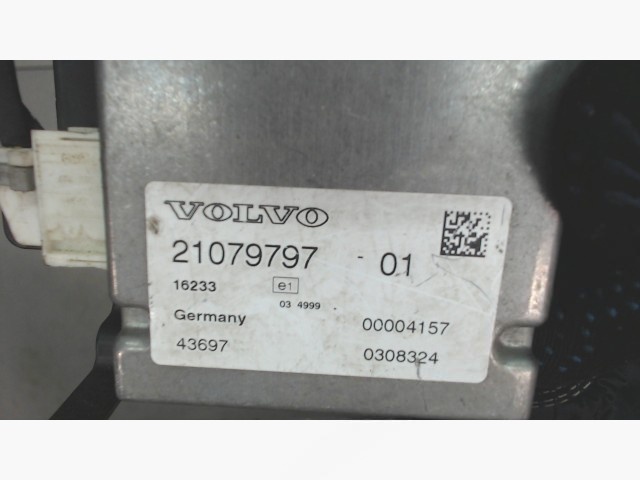 VOLVO
21079797 - 01
16233 e1
03 4999
Germany 00004157
43697 0308324